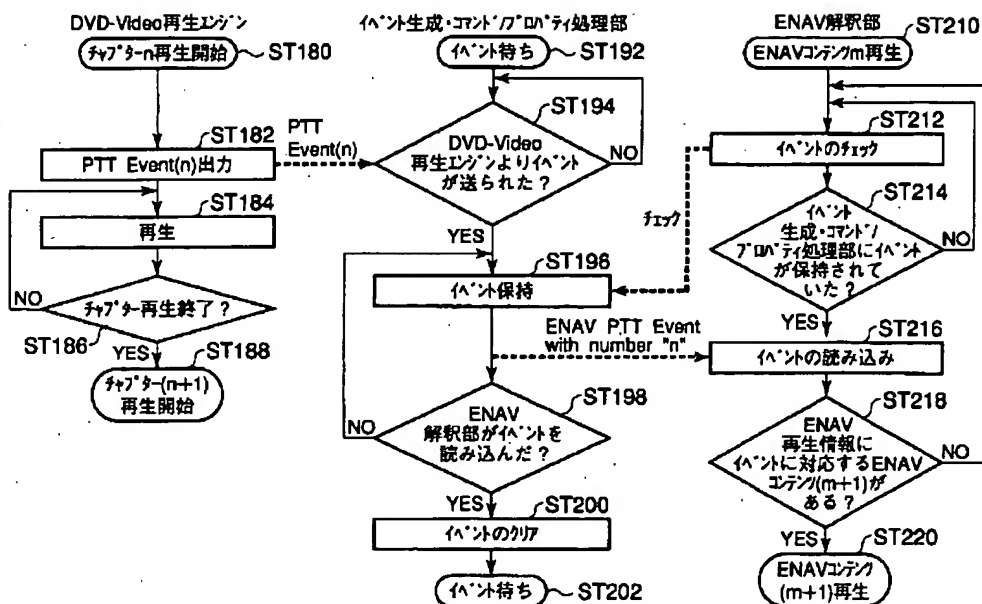 DVD-Video再生エンジン
チャプターn再生開始
ST180
ST182
PTT Event(n)出力
PTT
Event(n)
ST184
再生
NO
チャプター再生終了?
ST186
YES
ST188
チャプター(n+1)
再生開始
イベント生成・コマンド/プロパティ処理部
イベント待ち
ST192
ST194
DVD-Video
再生エンジンよりイベント
が送られた?
NO
YES
ST196
イベント保持
ENAV PTT Event
with number "n"
ST198
NO
ENAV
解釈部がイベントを
読み込んだ?
YES
ST200
イベントのクリア
イベント待ち
ST202
ENAV解釈部
ST210
ENAVコンテンツm再生
ST212
イベントのチェック
チェック
ST214
イベント
生成・コマンド/
プロパティ処理部にイベント
が保持されて
いた?
NO
YES
ST216
イベントの読み込み
ST218
ENAV
再生情報に
イベントに対応するENAV
コンテンツ(m+1)が
ある?
NO
YES
ST220
ENAVコンテンツ
(m+1)再生